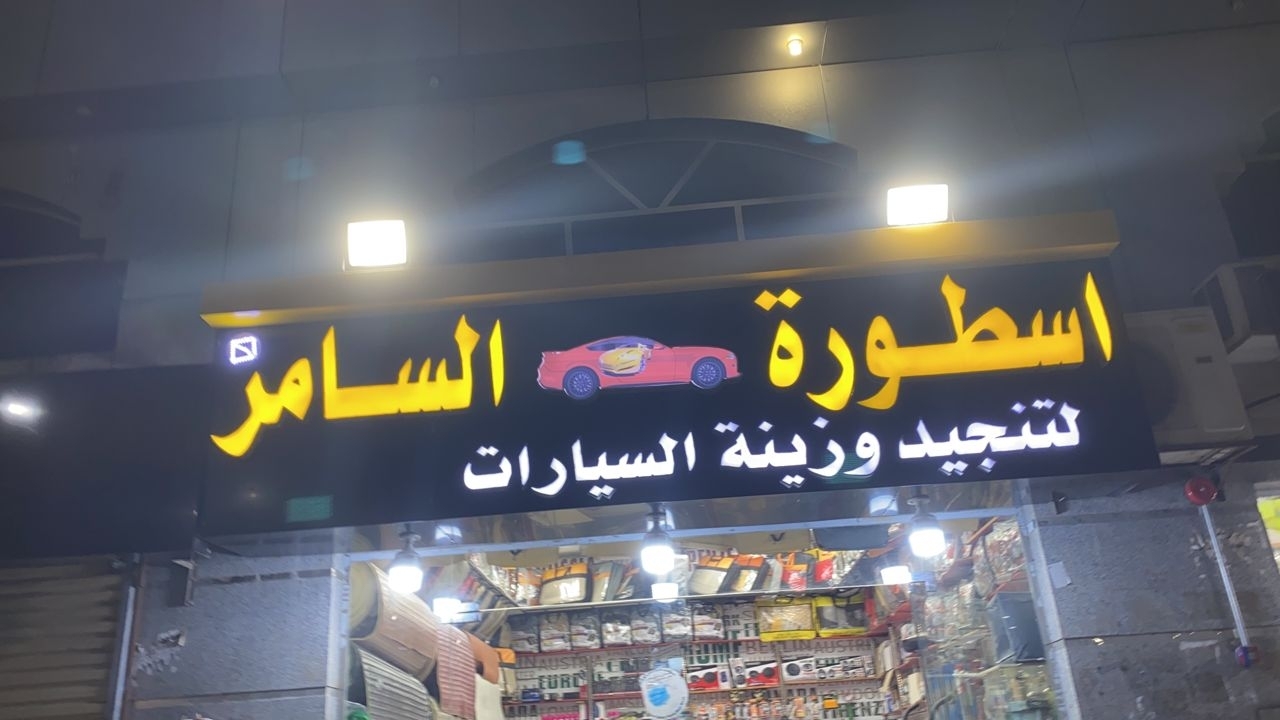 اسطورة السامر
لتنجيد وزينة السيارات